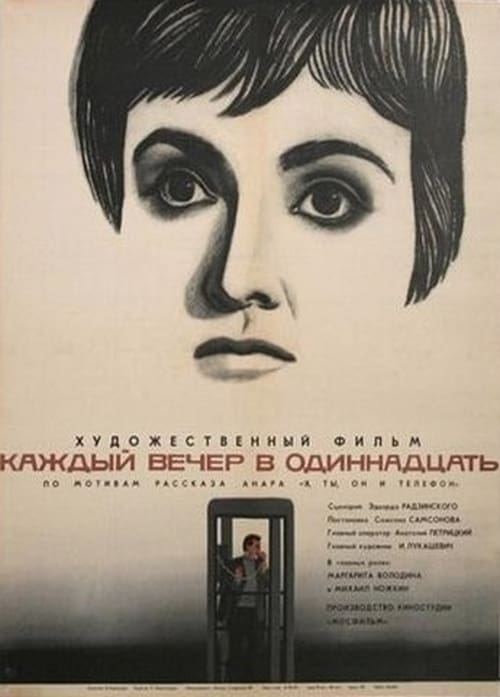 ХУДОЖЕСТВЕННЫЙ ФИЛЬМ
КАЖДЫЙ ВЕЧЕР В ОДИННАДЦАТЬ
ПО МОТИВАМ РАССКАЗА АНАРА «Я, ТЫ, ОН И ТЕЛЕФОН»
Сценарий Эдварда РАДЗИНСКОГО
Постановка Самсона САМСОНОВА
Главный оператор Анатолий ПЕТРИЦКИЙ
Главный художник И. ЛУКАШЕВИЧ
В главных ролях
МАРГАРИТА ВОЛОДИНА
и МИХАИЛ НОЖКИН
ПРОИЗВОДСТВО КИНОСТУДИИ
«МОСФИЛЬМ»